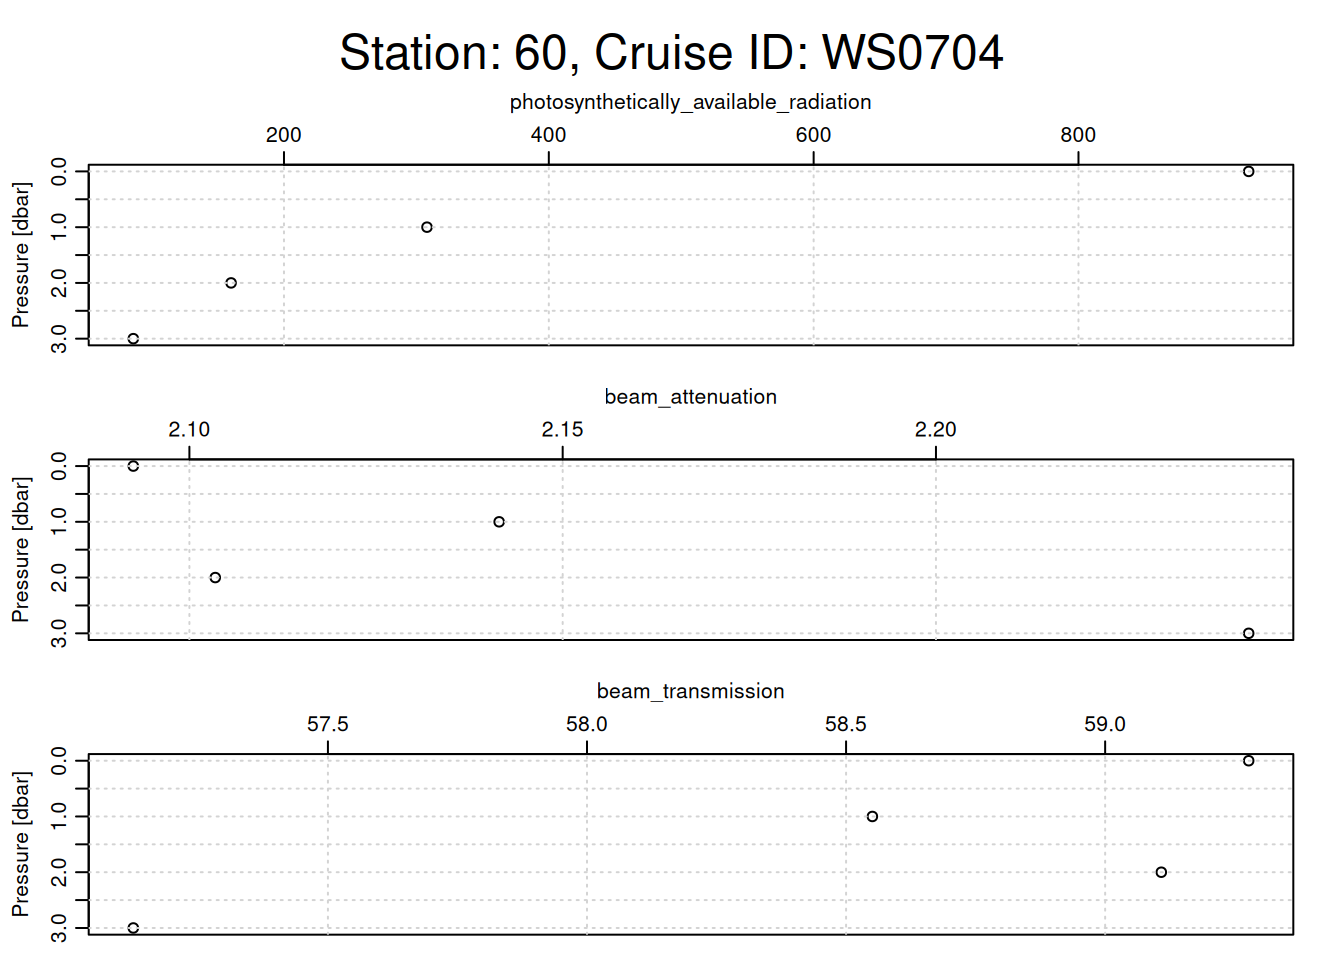 Station: 60, Cruise ID: WS0704
photosynthetically_available_radiation
200 400 600 800
Pressure [dbar]
0.0
1.0
2.0
3.0
beam_attenuation
2.10 2.15 2.20
Pressure [dbar]
0.0
1.0
2.0
3.0
beam_transmission
57.5 58.0 58.5 59.0
Pressure [dbar]
0.0
1.0
2.0
3.0